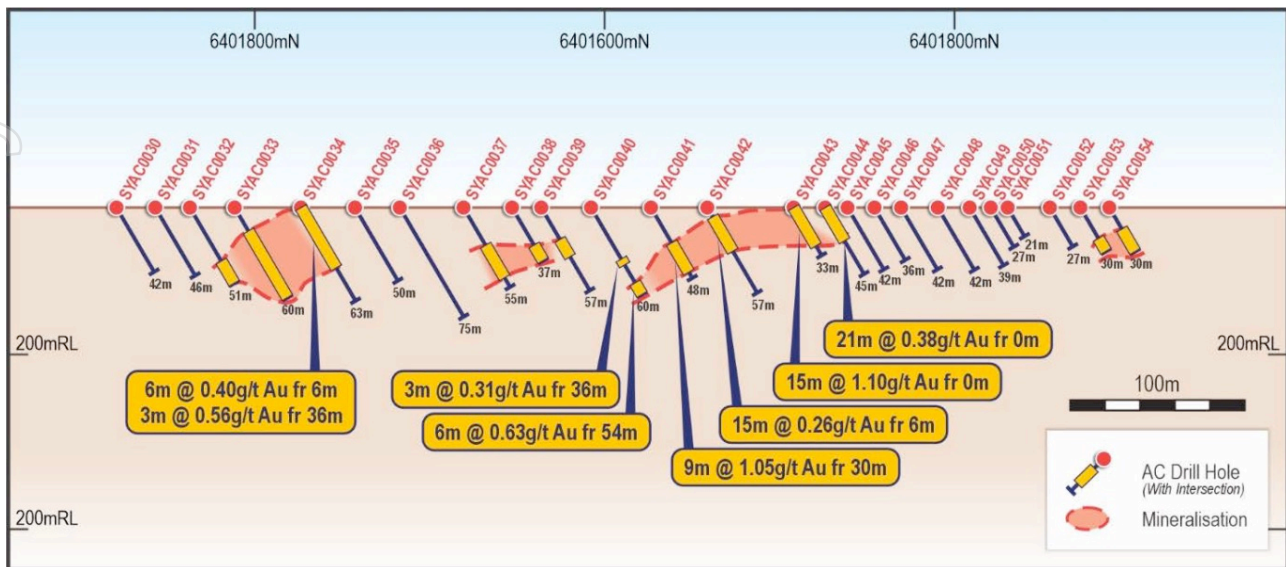 6401800mN
6401600mN
6401800mN
SYAC0030
SYAC0031
SYAC0032
SYAC0033
SYAC0034
SYAC0035
SYAC0036
SYAC0037
SYAC0038
SYAC0039
SYAC0040
SYAC0041
SYAC0042
SYAC0043
SYAC0044
SYAC0045
SYAC0046
SYAC0047
SYAC0048
SYAC049
SYAC0050
SYAC0051
SYAC0052
SYAC0053
SYAC0054
42m
46m
51m
60m
63m
50m
75m
55m
37m
57m
60m
48m
57m
33m
45m
42m
36m
42m
42m
39m
27m
21m
27m
30m
30m
200mRL
200mRL
6m @ 0.40g/t Au fr 6m
3m @ 0.56g/t Au fr 36m
3m @ 0.31g/t Au fr 36m
6m @ 0.63g/t Au fr 54m
9m @ 1.05g/t Au fr 30m
15m @ 0.26g/t Au fr 6m
15m @ 1.10g/t Au fr 0m
21m @ 0.38g/t Au fr 0m
100m
AC Drill Hole
(With Intersection)
Mineralisation
200mRL